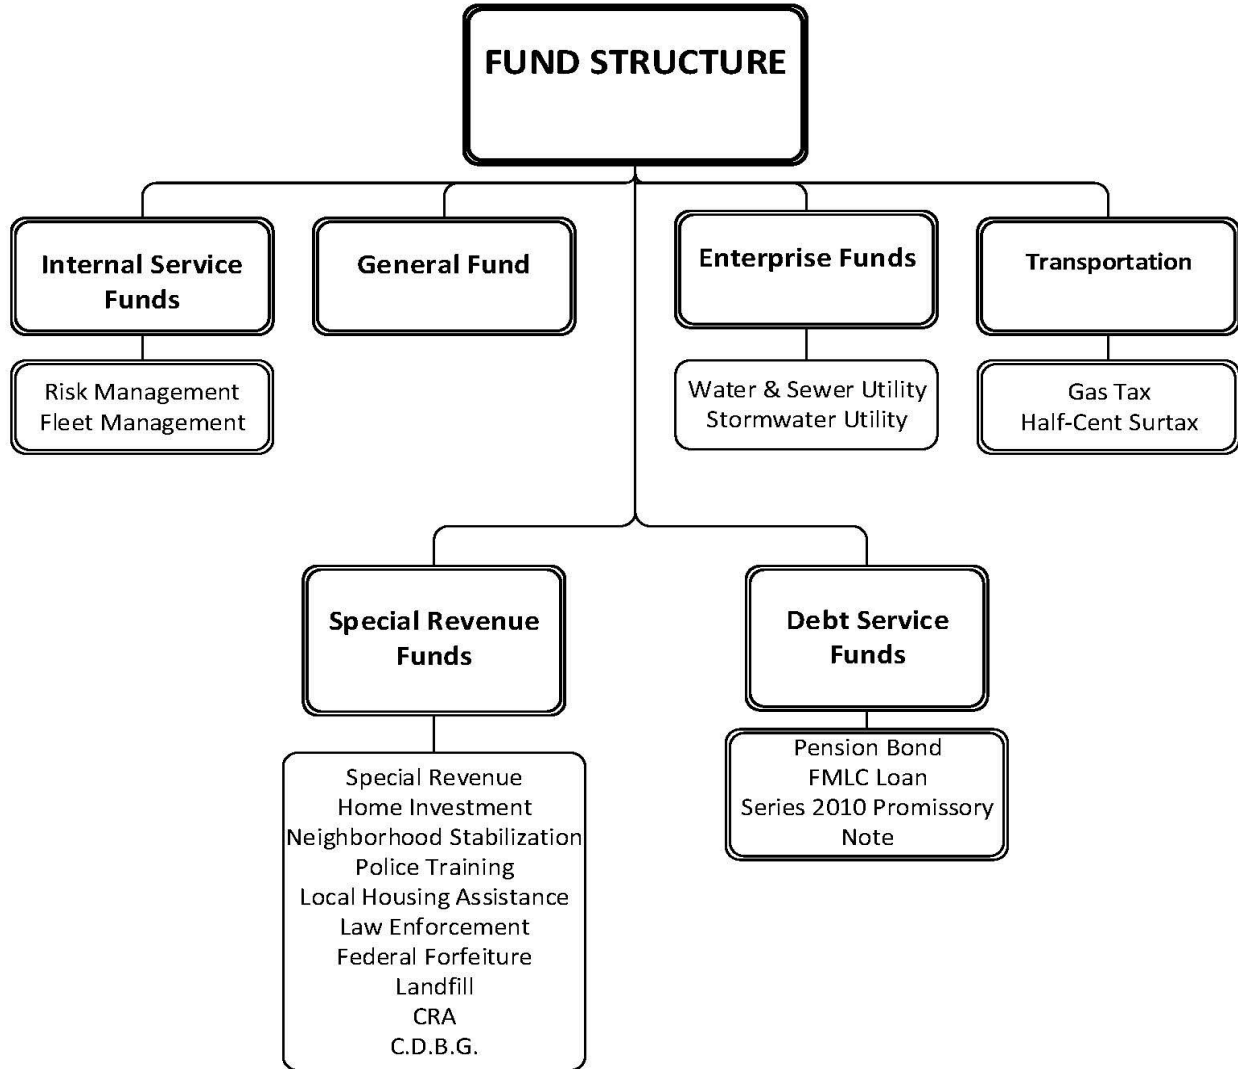 FUND STRUCTURE
Internal Service
Funds
General Fund
Enterprise Funds
Transportation
Risk Management
Fleet Management
Water & Sewer Utility
Stormwater Utility
Gas Tax
Half-Cent Surtax
Special Revenue
Funds
Debt Service
Funds
Special Revenue
Home Investment
Neighborhood Stabilization
Police Training
Local Housing Assistance
Law Enforcement
Federal Forfeiture
Landfill
CRA
C.D.B.G.
Pension Bond
FMLC Loan
Series 2010 Promissory
Note